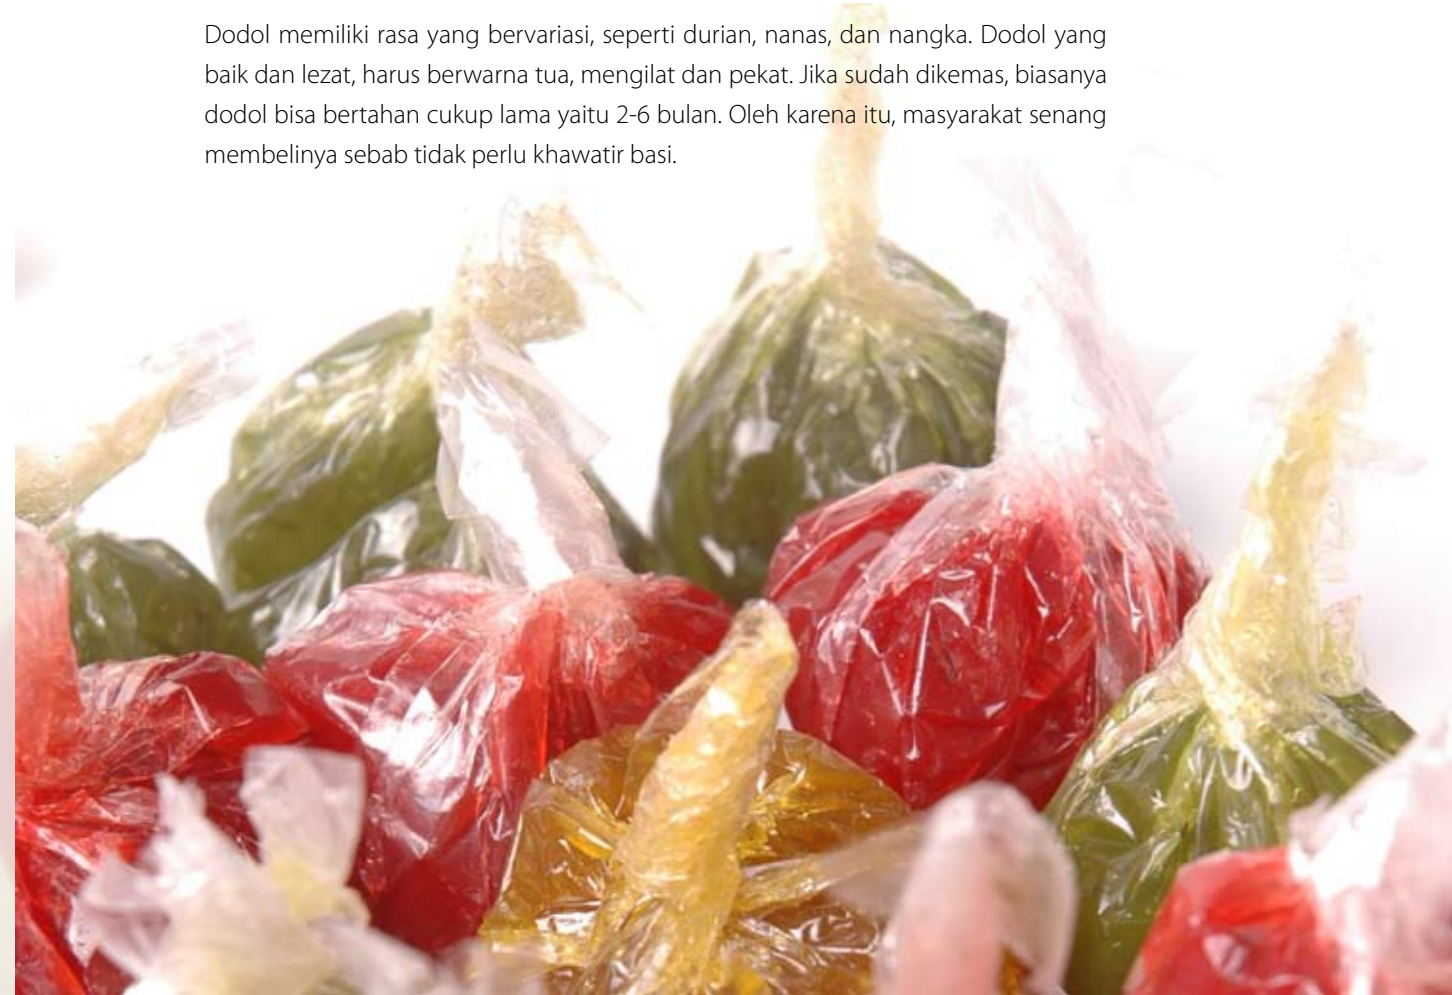 Dodol memiliki rasa yang bervariasi, seperti durian, nanas, dan nangka. Dodol yang
baik dan lezat, harus berwarna tua, mengilat dan pekat. Jika sudah dikemas, biasanya
dodol bisa bertahan cukup lama yaitu 2-6 bulan. Oleh karena itu, masyarakat senang
membelinya sebab tidak perlu khawatir basi.